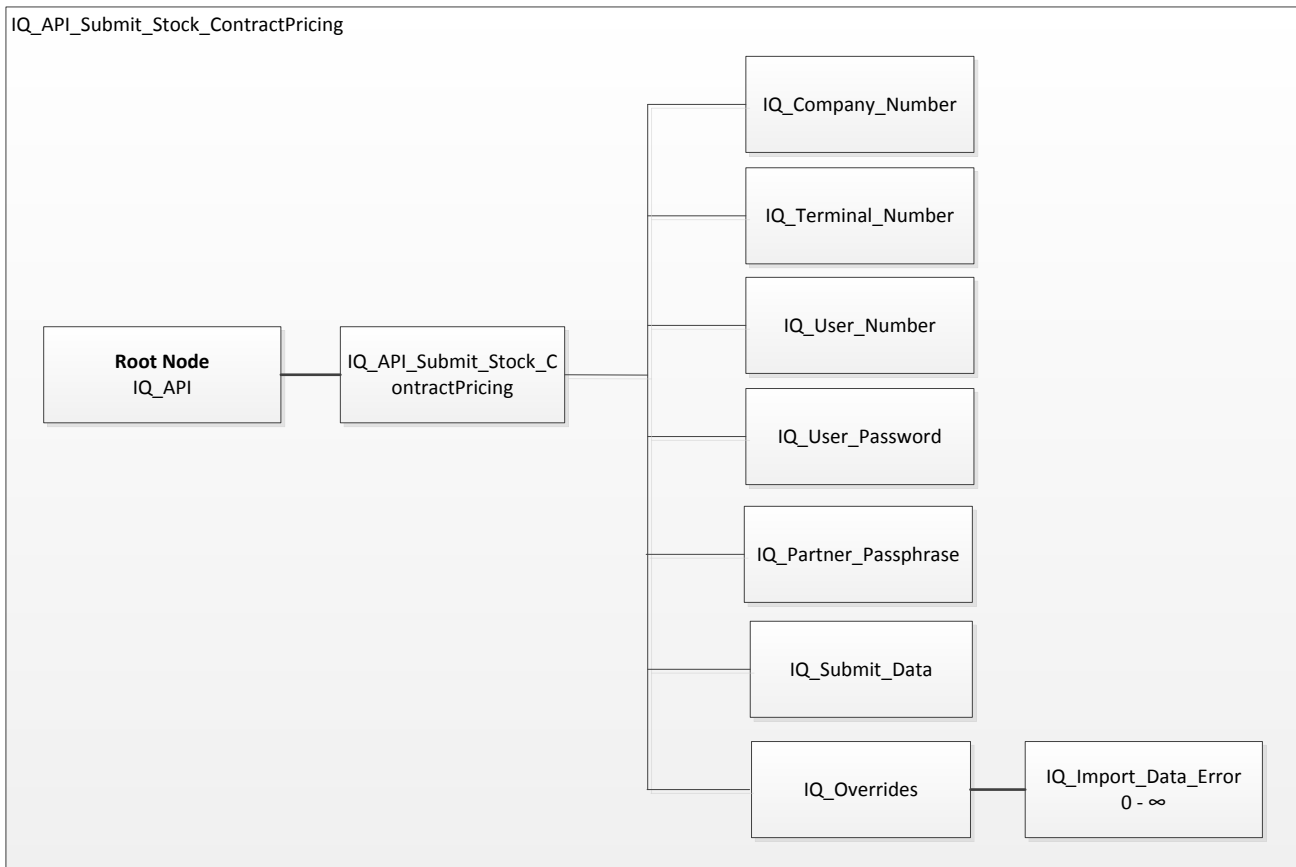 IQ_API_Submit_Stock_ContractPricing
IQ_Company_Number
IQ_Terminal_Number
IQ_User_Number
Root Node
IQ_API
IQ_API_Submit_Stock_C
ontractPricing
IQ_User_Password
IQ_Partner_Passphrase
IQ_Submit_Data
IQ_Overrides
IQ_Import_Data_Error
0 - ∞